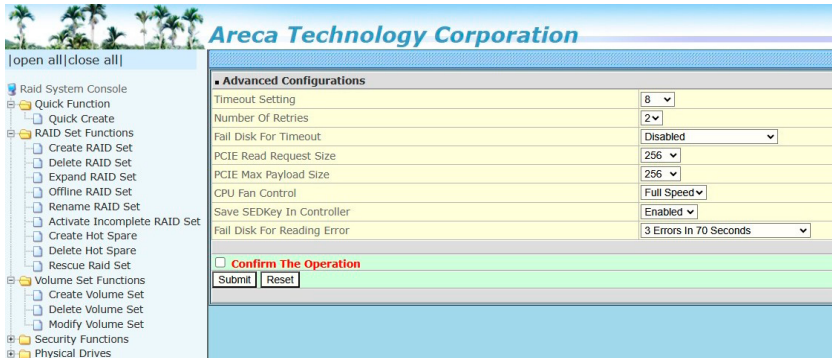 Areca Technology Corporation
|open all|close all|
Raid System Console
Quick Function
Quick Create
RAID Set Functions
Create RAID Set
Delete RAID Set
Expand RAID Set
Offline RAID Set
Rename RAID Set
Activate Incomplete RAID Set
Create Hot Spare
Delete Hot Spare
Rescue Raid Set
Volume Set Functions
Create Volume Set
Delete Volume Set
Modify Volume Set
Security Functions
Physical Drives
Advanced Configurations
Timeout Setting 8
Number Of Retries 2
Fail Disk For Timeout Disabled
PCIE Read Request Size 256
PCIE Max Payload Size 256
CPU Fan Control Full Speed
Save SEDKey In Controller Enabled
Fail Disk For Reading Error 3 Errors In 70 Seconds
Confirm The Operation
Submit Reset